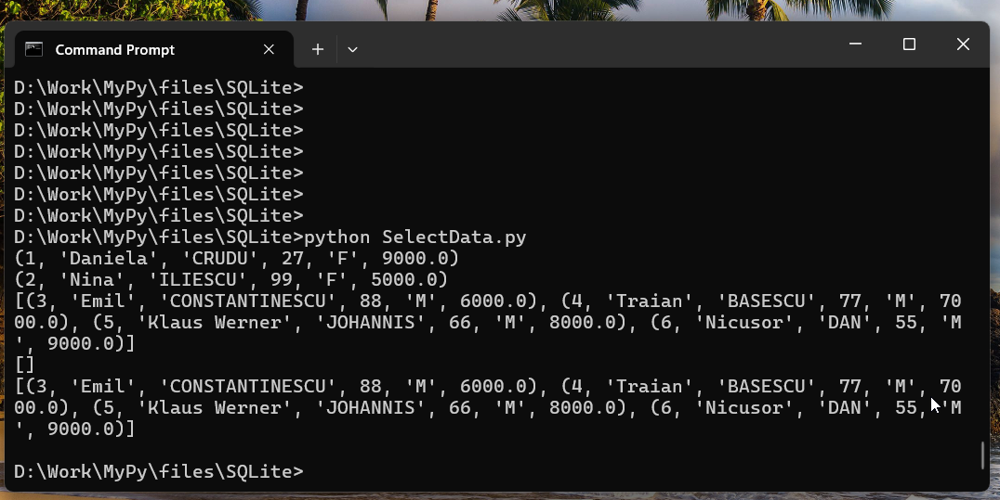 Command Prompt
D:\Work\MyPy\files\SQLite>
D:\Work\MyPy\files\SQLite>
D:\Work\MyPy\files\SQLite>
D:\Work\MyPy\files\SQLite>
D:\Work\MyPy\files\SQLite>
D:\Work\MyPy\files\SQLite>
D:\Work\MyPy\files\SQLite>
D:\Work\MyPy\files\SQLite>python SelectData.py
(1, 'Daniela', 'CRUDU', 27, 'F', 9000.0)
(2, 'Nina', 'ILIESCU', 99, 'F', 5000.0)
[(3, 'Emil', 'CONSTANTINESCU', 88, 'M', 6000.0), (4, 'Traian', 'BASESCU', 77, 'M', 70
00.0), (5, 'Klaus Werner', 'JOHANNIS', 66, 'M', 8000.0), (6, 'Nicusor', 'DAN', 55, 'M
', 9000.0)]
[]
[(3, 'Emil', 'CONSTANTINESCU', 88, 'M', 6000.0), (4, 'Traian', 'BASESCU', 77, 'M', 70
00.0), (5, 'Klaus Werner', 'JOHANNIS', 66, 'M', 8000.0), (6, 'Nicusor', 'DAN', 55, 'M
', 9000.0)]
D:\Work\MyPy\files\SQLite>